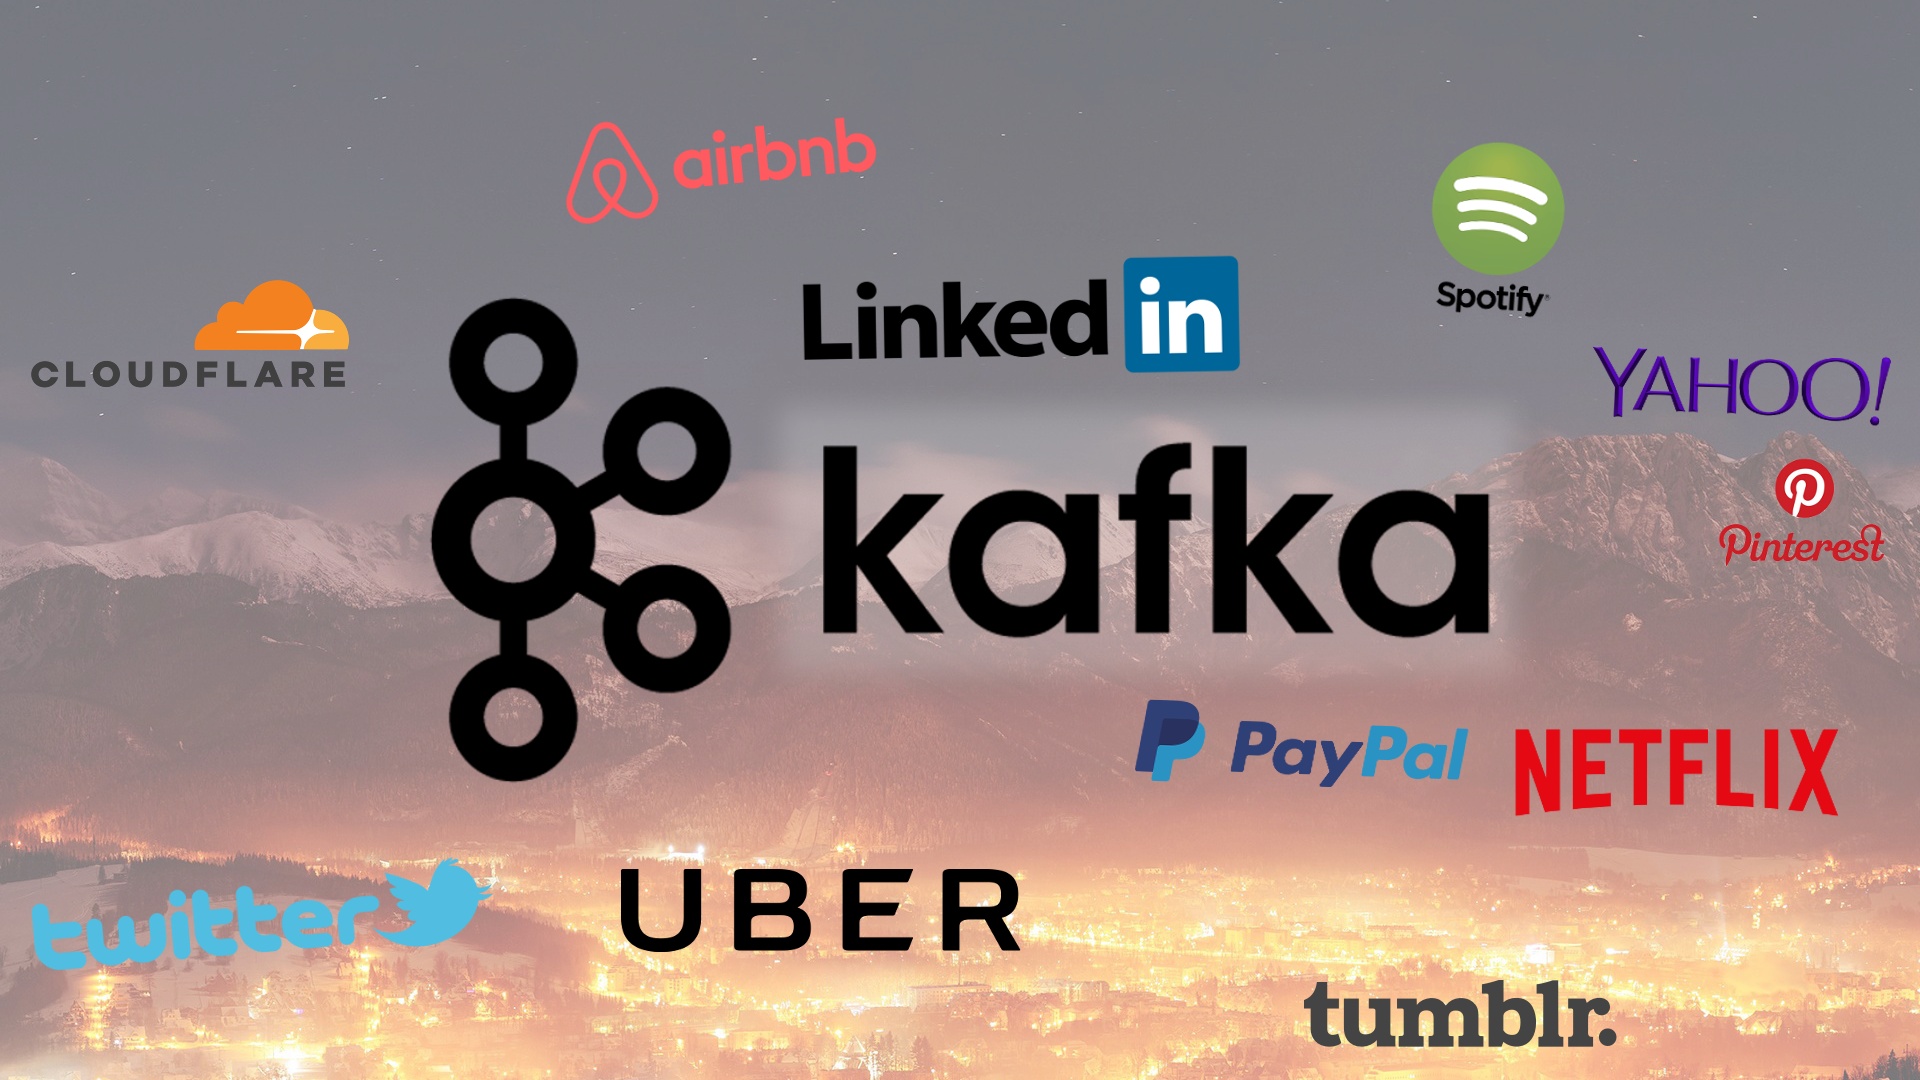 airbnb
Spotify
Linked in
CLOUDFLARE
YAHOO!
kafka
Pinterest
PayPal
NETFLIX
twitter
UBER
tumblr.